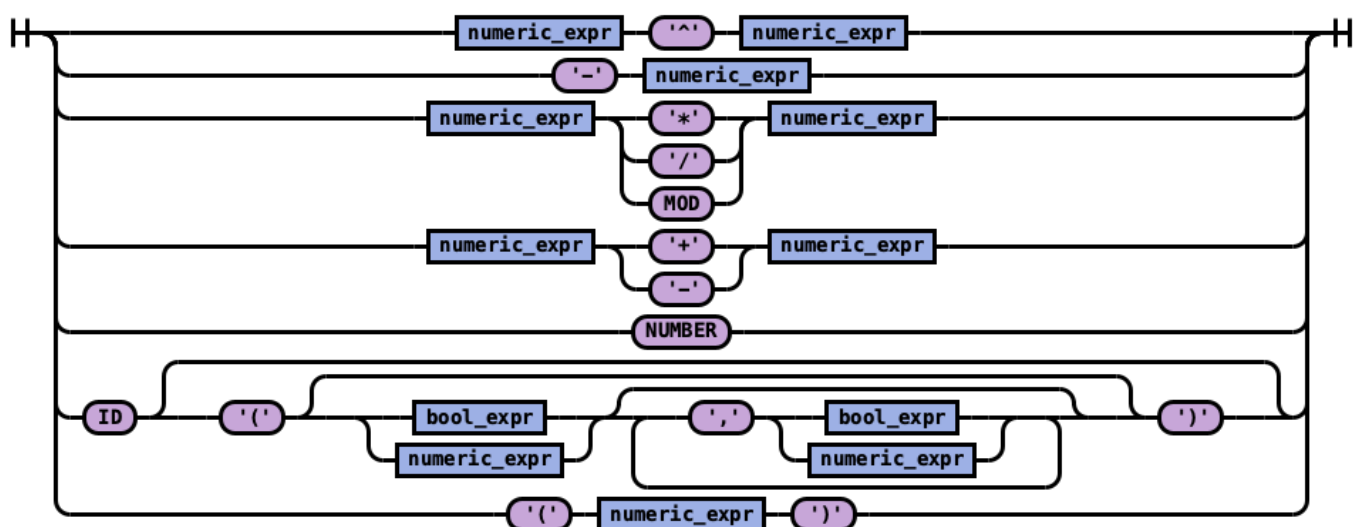 numeric_expr '^' numeric_expr
'-' numeric_expr
numeric_expr '*' numeric_expr
'/'
MOD
numeric_expr '+' numeric_expr
'-'
NUMBER
ID '(' bool_expr ',' bool_expr ')'
numeric_expr numeric_expr
'(' numeric_expr ')'